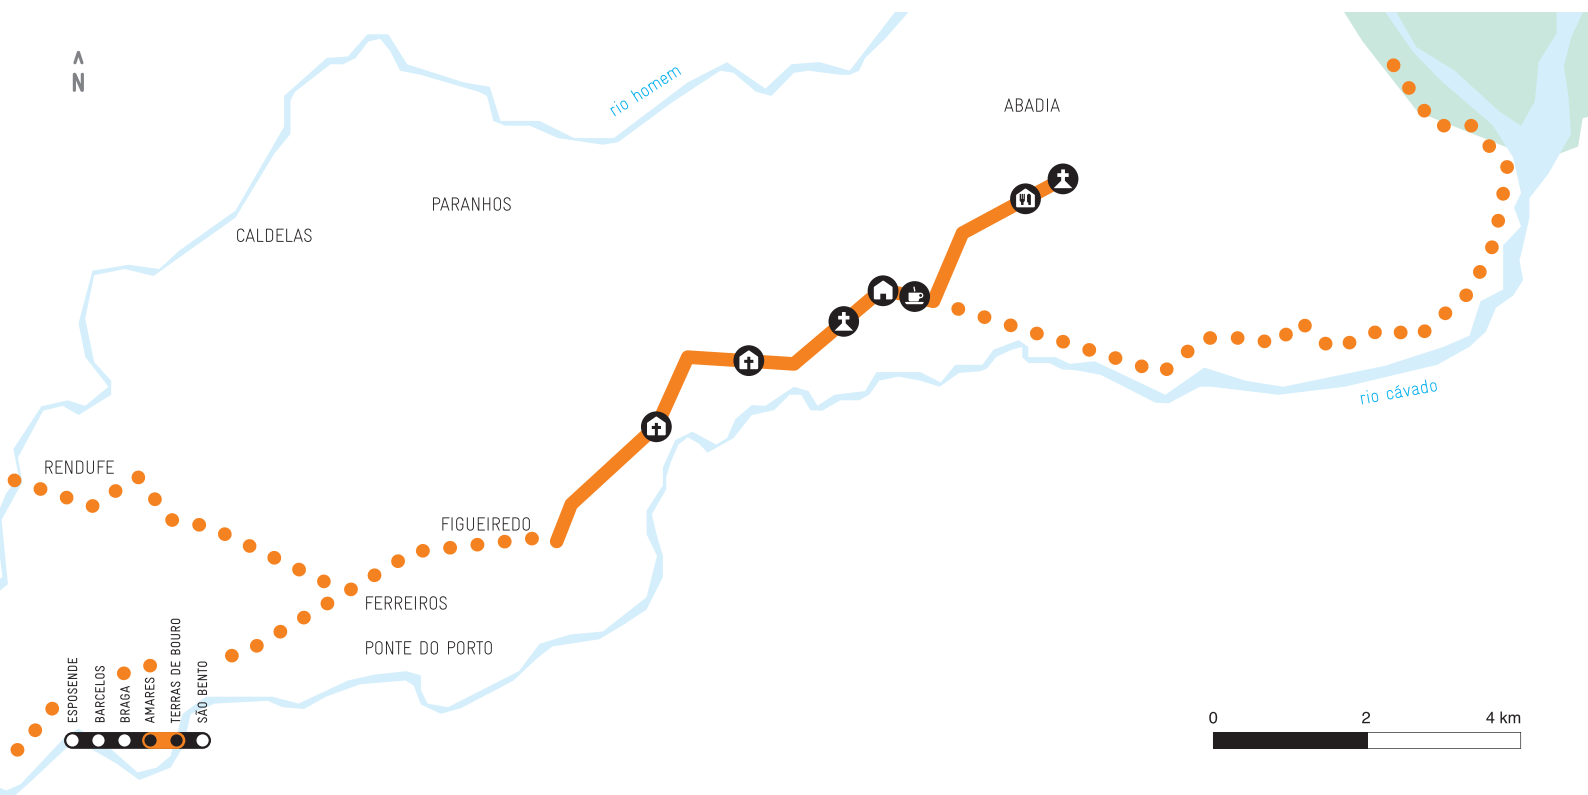 N
rio homem
ABADIA
PARANHOS
CALDELAS
rio cávado
RENDUFE
FIGUEIREDO
FERREIROS
PONTE DO PORTO
ESPOSENDE
BARCELOS
BRAGA
AMARES
TERRAS DE BOURO
SÃO BENTO
0 2 4 km